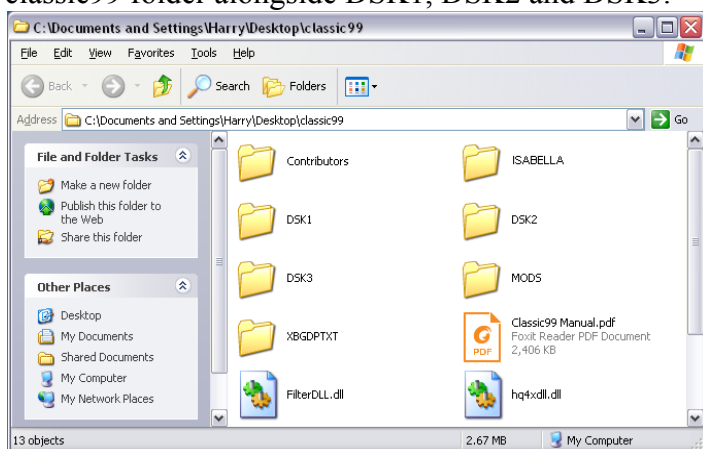 classic99 folder alongside DSK1, DSK2 and DSK3.
C:\Documents and Settings\Harry\Desktop\classic99
File Edit View Favorites Tools Help
Back Search Folders
Address C:\Documents and Settings\Harry\Desktop\classic99 Go
File and Folder Tasks
Make a new folder
Publish this folder to
the Web
Share this folder
Other Places
Desktop
My Documents
Shared Documents
My Computer
My Network Places
Contributors
ISABELLA
DSK1
DSK2
DSK3
MODS
XBGDPTXT
PDF
Classic99 Manual.pdf
Foxit Reader PDF Document
2,406 KB
FilterDLL.dll
hq4xdll.dll
13 objects 2.67 MB My Computer